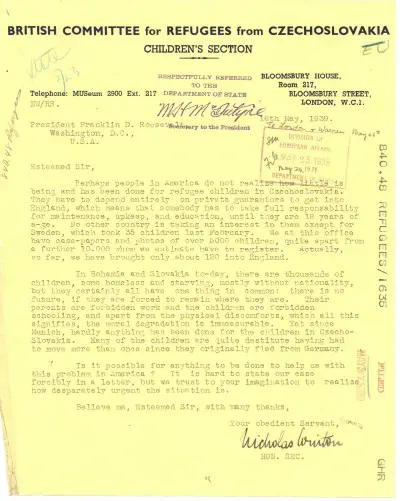 BRITISH COMMITTEE for REFUGEES from CZECHOSLOVAKIA
CHILDREN'S SECTION
RESPECTFULLY REFERRED
TO THE
DEPARTMENT OF STATE
Secretary to the President
BLOOMSBURY HOUSE,
Room 217,
BLOOMSBURY STREET,
LONDON, W.C.1.
Telephone: MUSeum 2900 Ext. 217
NW/RS.
16th May, 1939.
President Franklin D. Roosevelt
Washington, D.C.,
U.S.A.
DIVISION OF
EUROPEAN AFFAIRS
840.48 REFUGEES/1635
Esteemed Sir,
Perhaps people in America do not realize how little is
being and has been done for refugee children in Czechoslovakia.
They have to depend entirely on private guarantors to get into
England, which means that somebody has to take full responsibility
for maintenance, upkeep, and education, until they are 18 years of
age. No other country is taking an interest in them except for
Sweden, which took 35 children last February. We at this office
have case-papers and photos of over 5000 children, quite apart from
a further 10.000 whom we estimate have to register. Actually,
so far, we have brought only about 120 into England.
In Bohemia and Slovakia to-day, there are thousands of
children, some homeless and starving, mostly without nationality,
but they certainly all have one thing in common: there is no
future, if they are forced to remain where they are. Their
parents are forbidden work and the children are forbidden
schooling, and apart from the physical discomforts, which all this
signifies, the moral degradation is immeasurable. Yet since
Munich, hardly anything has been done for the children in Czecho-
Slovakia. Many of the children are quite destitute having had
to move more than once since they originally fled from Germany.
Is it possible for anything to be done to help us with
this problem in America ? It is hard to state our case
forcibly in a letter, but we trust to your imagination to realize
how desparately urgent the situation is.
Believe me, Esteemed Sir, with many thanks,
Your obedient Servant,
Nicholas Winton
HON. SEC.
FILED
GHR